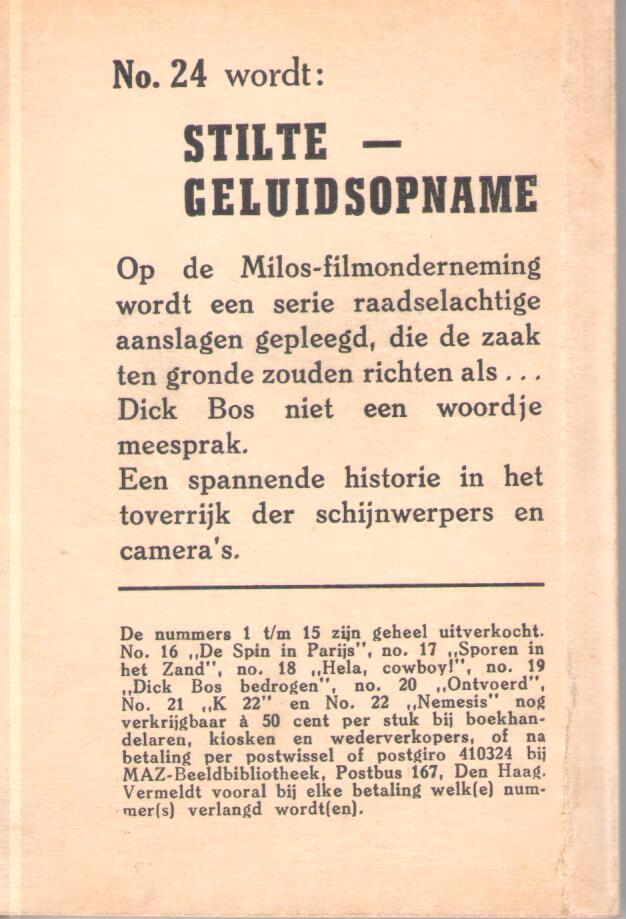 No. 24 wordt:
STILTE —
GELUIDSOPNAME
Op de Milos-filmonderneming
wordt een serie raadselachtige
aanslagen gepleegd, die de zaak
ten gronde zouden richten als ...
Dick Bos niet een woordje
meesprak.
Een spannende historie in het
toverrijk der schijnwerpers en
camera's.
De nummers 1 t/m 15 zijn geheel uitverkocht.
No. 16 „De Spin in Parijs", no. 17 „Sporen in
het Zand", no. 18 „Hela, cowboy!", no. 19
„Dick Bos bedrogen", no. 20 „Ontvoerd",
No. 21 „K 22" en No. 22 „Nemesis" nog
verkrijgbaar à 50 cent per stuk bij boekhan-
delaren, kiosken en wederverkopers, of na
betaling per postwissel of postgiro 410324 bij
MAZ-Beeldbibliotheek, Postbus 167, Den Haag.
Vermeldt vooral bij elke betaling welk(e) num-
mer(s) verlangd wordt(en).